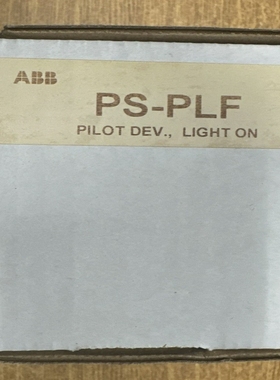 ABB
PS-PLF
PILOT DEV., LIGHT ON